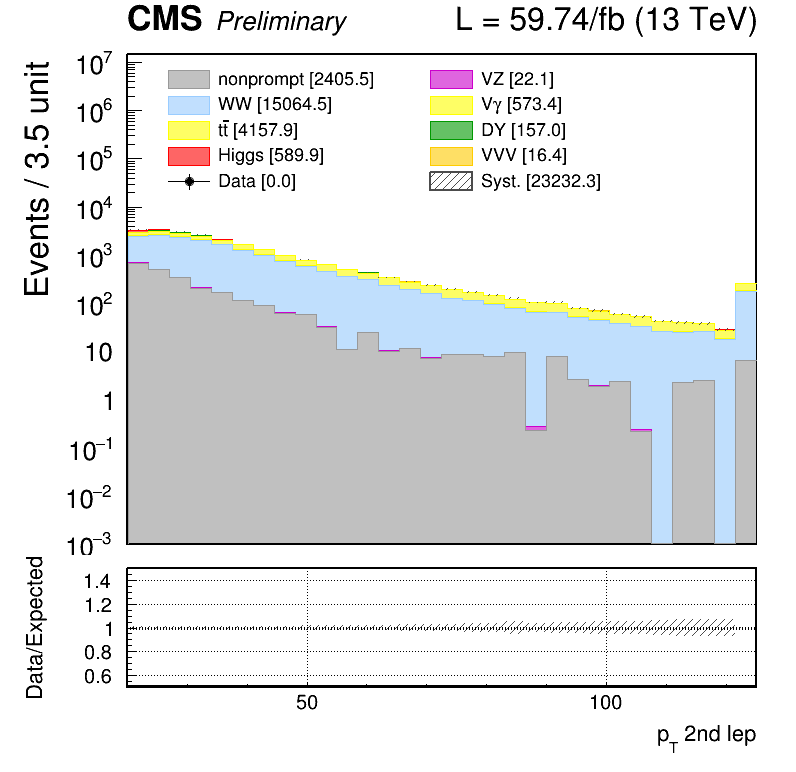 CMS Preliminary L = 59.74/fb (13 TeV)
Events / 3.5 unit
10⁷
10⁶
10⁵
10⁴
10³
10²
10
1
10⁻¹
10⁻²
10⁻³
nonprompt [2405.5]
WW [15064.5]
tt̄ [4157.9]
Higgs [589.9]
Data [0.0]
VZ [22.1]
Vγ [573.4]
DY [157.0]
VVV [16.4]
Syst. [23232.3]
Data/Expected
1.4
1.2
1
0.8
0.6
50 100
p_T 2nd lep